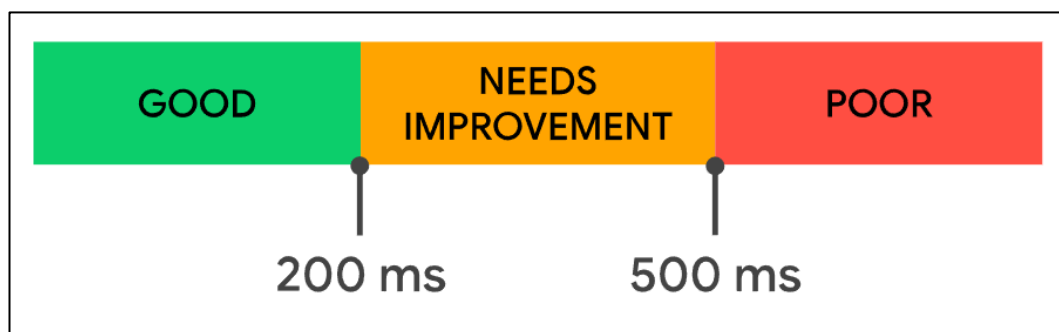 GOOD
NEEDS
IMPROVEMENT
POOR
200 ms
500 ms